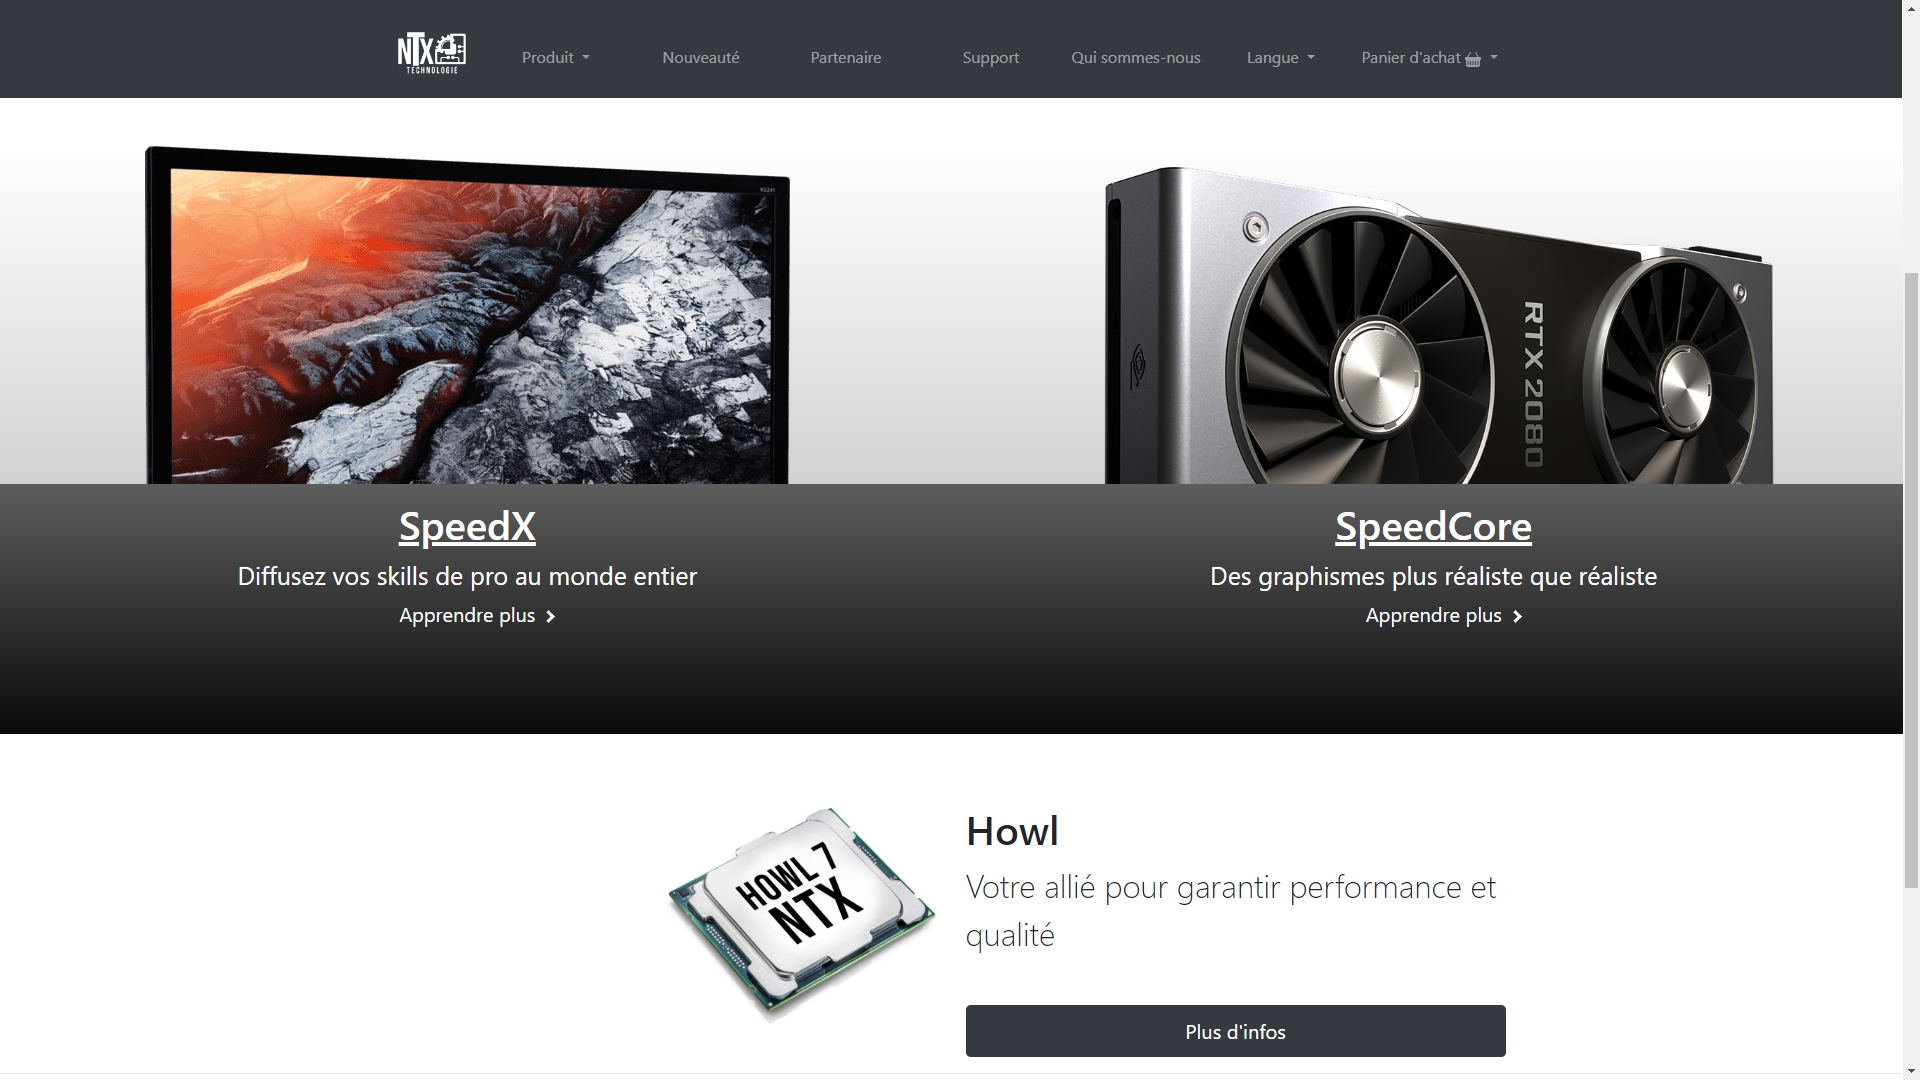 NTX
TECHNOLOGIE
Produit
Nouveauté
Partenaire
Support
Qui sommes-nous
Langue
Panier d'achat
KG241
RTX 2080
SpeedX
Diffusez vos skills de pro au monde entier
Apprendre plus
SpeedCore
Des graphismes plus réaliste que réaliste
Apprendre plus
HOWL 7
NTX
Howl
Votre allié pour garantir performance et
qualité
Plus d'infos